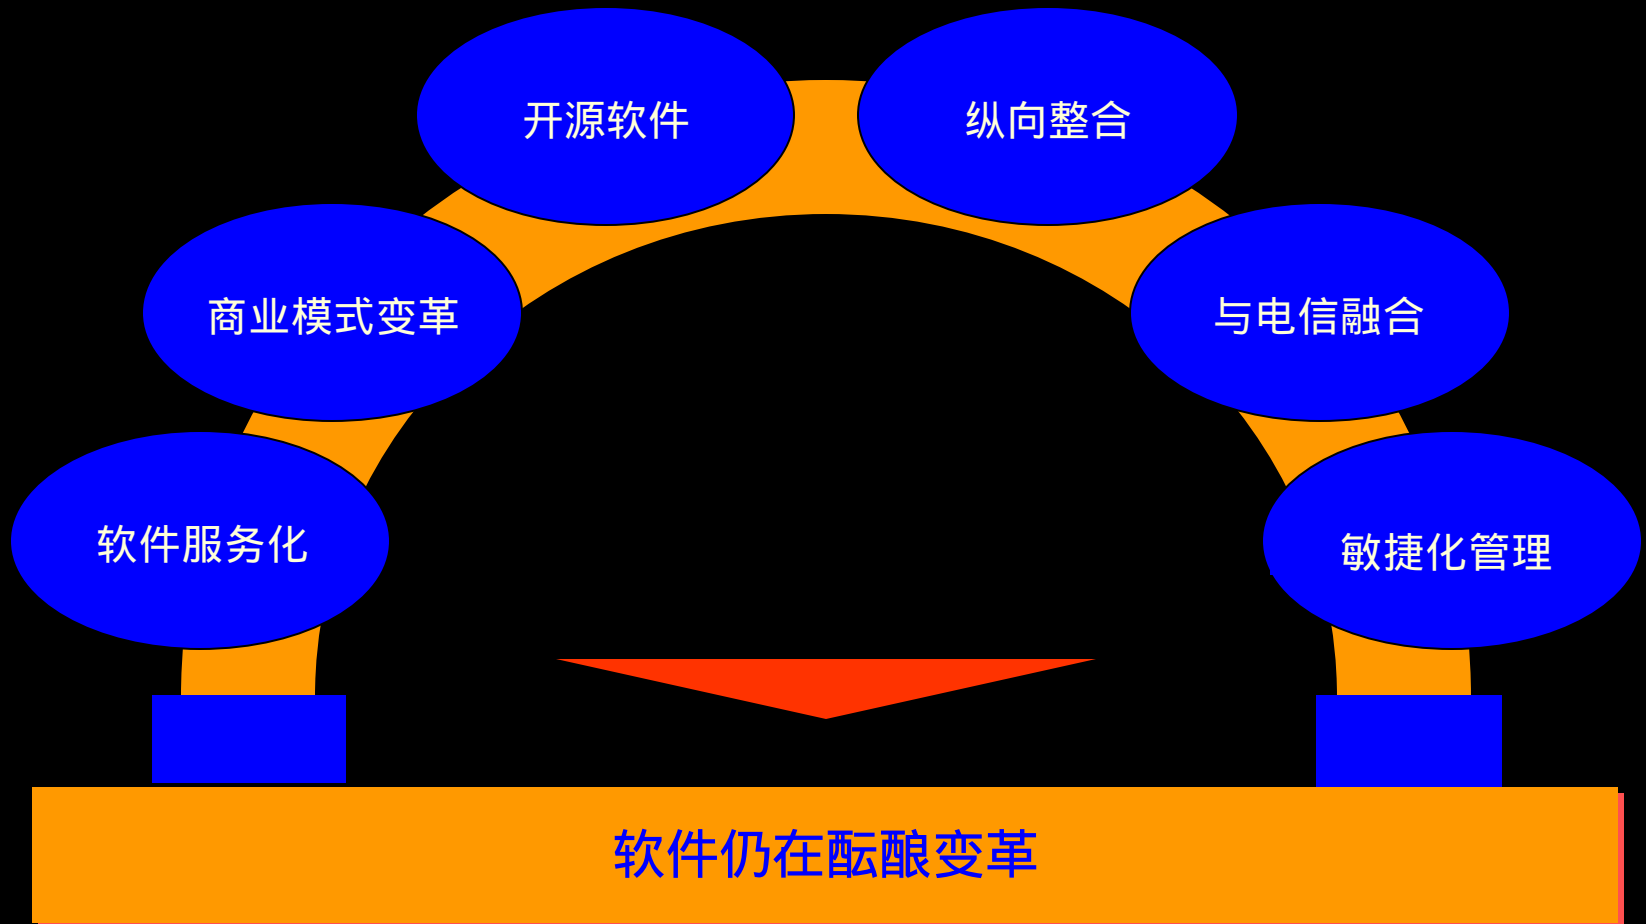 开源软件
纵向整合
商业模式变革
与电信融合
软件服务化
敏捷化管理
软件仍在酝酿变革